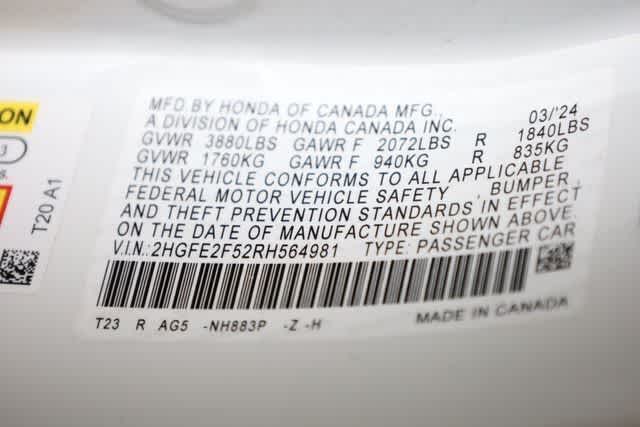 ON
3
S.
T20 A1
MFD BY HONDA OF CANADA MFG., 03/'24
A DIVISION OF HONDA CANADA INC.
GVWR 3880LBS GAWR F 2072LBS R 1840LBS
GVWR 1760KG GAWR F 940KG R 835KG
THIS VEHICLE CONFORMS TO ALL APPLICABLE
FEDERAL MOTOR VEHICLE SAFETY, BUMPER,
AND THEFT PREVENTION STANDARDS IN EFFECT
ON THE DATE OF MANUFACTURE SHOWN ABOVE.
V.I.N.:2HGFE2F52RH564981 TYPE: PASSENGER CAR
T23 R AG5 -NH883P -Z -H MADE IN CANADA